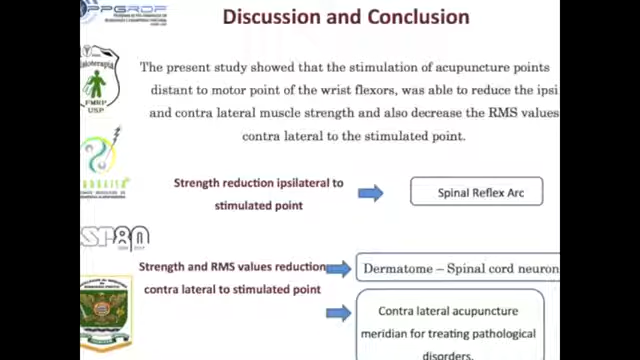 PPGRDF
Discussion and Conclusion
FMRP
USP
The present study showed that the stimulation of acupuncture points
distant to motor point of the wrist flexors, was able to reduce the ipsi
and contra lateral muscle strength and also decrease the RMS values
contra lateral to the stimulated point.
Strength reduction ipsilateral to
stimulated point
Spinal Reflex Arc
Strength and RMS values reduction
contra lateral to stimulated point
Dermatome – Spinal cord neuron
Contra lateral acupuncture
meridian for treating pathological
disorders.